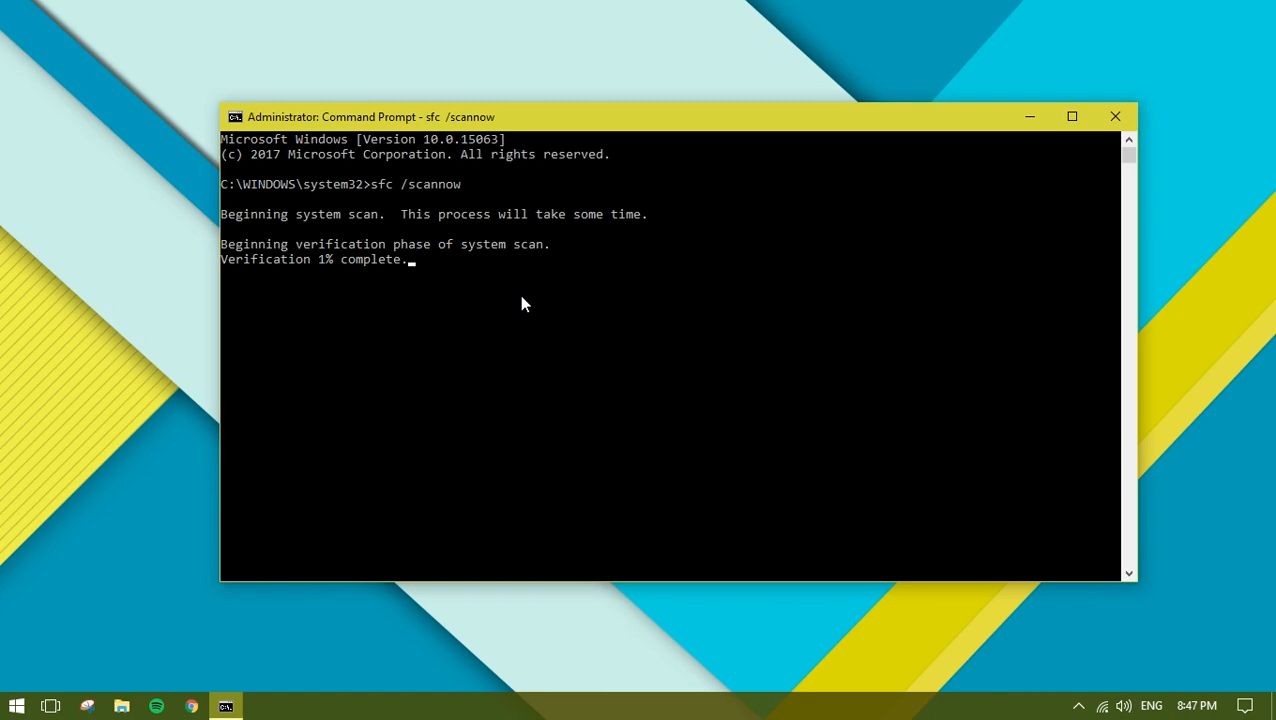 Administrator: Command Prompt - sfc  /scannow
Microsoft Windows [Version 10.0.15063]
(c) 2017 Microsoft Corporation. All rights reserved.
C:\WINDOWS\system32>sfc /scannow
Beginning system scan.  This process will take some time.
Beginning verification phase of system scan.
Verification 1% complete.
ENG
8:47 PM